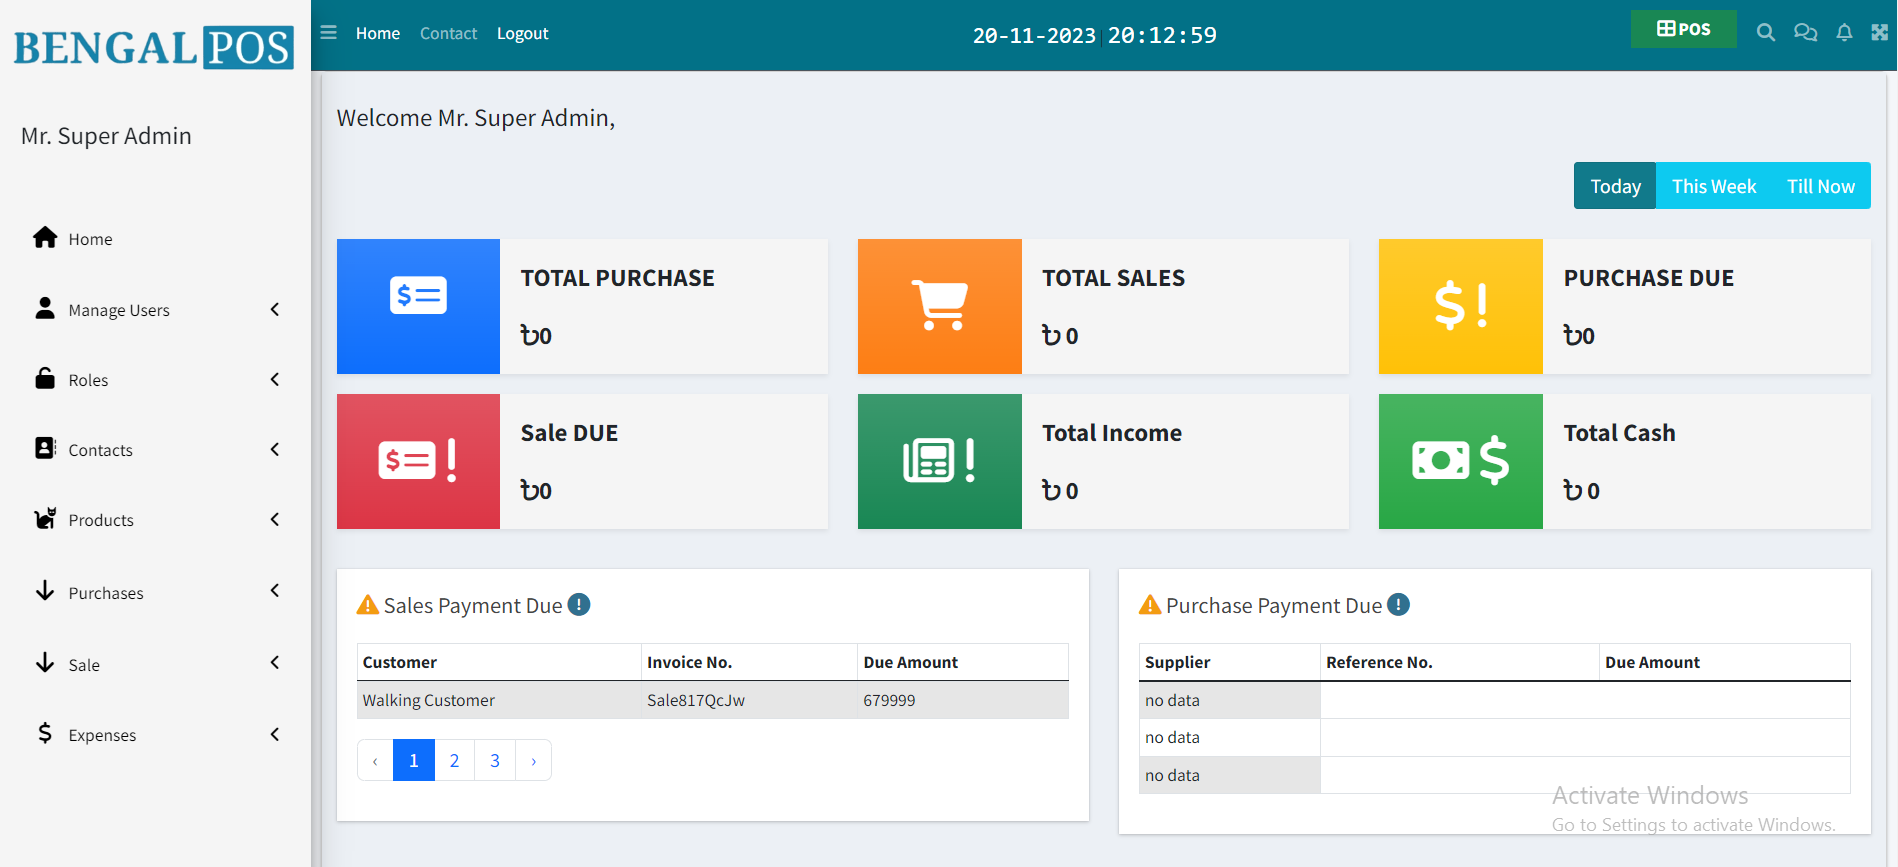 BENGAL POS
Home Contact Logout
20-11-2023 20:12:59
POS
Mr. Super Admin
Home
Manage Users
Roles
Contacts
Products
Purchases
Sale
Expenses
Welcome Mr. Super Admin,
Today This Week Till Now
TOTAL PURCHASE
৳0
TOTAL SALES
৳ 0
PURCHASE DUE
৳0
Sale DUE
৳0
Total Income
৳ 0
Total Cash
৳ 0
Sales Payment Due
Customer Invoice No. Due Amount
Walking Customer Sale817QcJw 679999
‹ 1 2 3 ›
Purchase Payment Due
Supplier Reference No. Due Amount
no data
no data
no data
Activate Windows
Go to Settings to activate Windows.